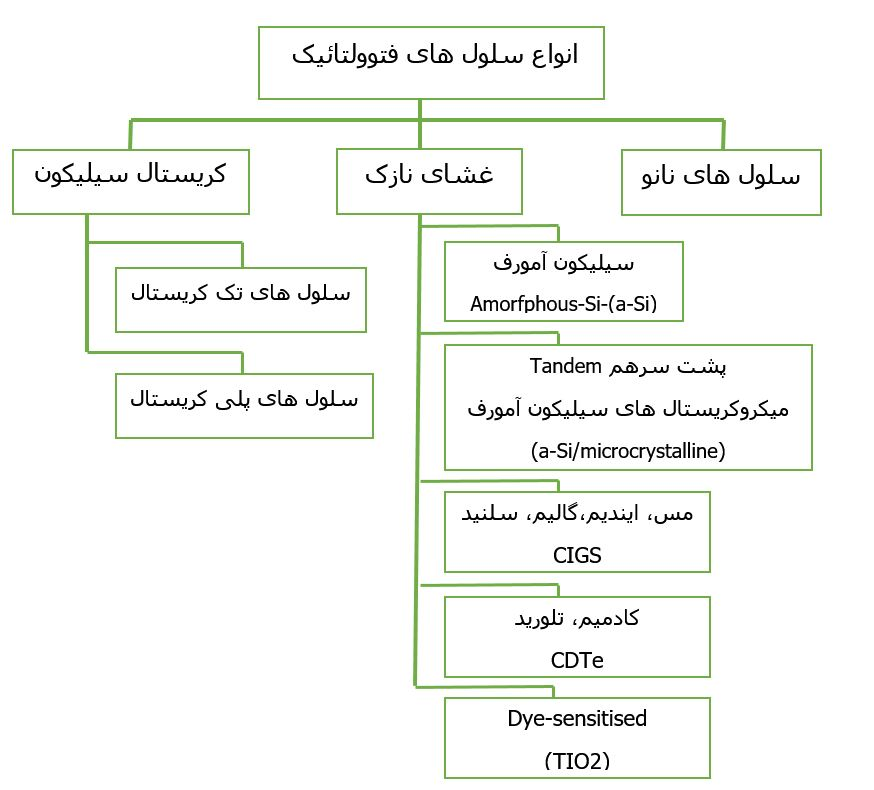 انواع سلول های فتوولتائیک
سلول های نانو
غشای نازک
کریستال سیلیکون
سیلیکون آمورف
Amorfphous-Si-(a-Si)
سلول های تک کریستال
پشت سرهم Tandem
میکروکریستال های سیلیکون آمورف
(a-Si/microcrystalline)
سلول های پلی کریستال
مس، ایندیم،گالیم، سلنید
CIGS
کادمیم، تلورید
CDTe
Dye-sensitised
(TIO2)